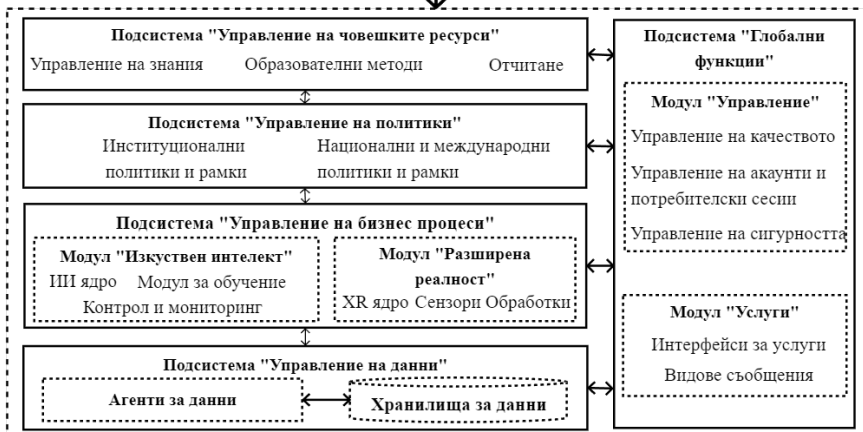 Подсистема "Управление на човешките ресурси"
Управление на знания Образователни методи Отчитане
Подсистема "Управление на политики"
Институционални политики и рамки
Национални и международни политики и рамки
Подсистема "Управление на бизнес процеси"
Модул "Изкуствен интелект"
ИИ ядро Модул за обучение
Контрол и мониторинг
Модул "Разширена
реалност"
XR ядро Сензори Обработки
Подсистема "Управление на данни"
Агенти за данни
Хранилища за данни
Подсистема "Глобални
функции"
Модул "Управление"
Управление на качеството
Управление на акаунти и
потребителски сесии
Управление на сигурността
Модул "Услуги"
Интерфейси за услуги
Видове съобщения